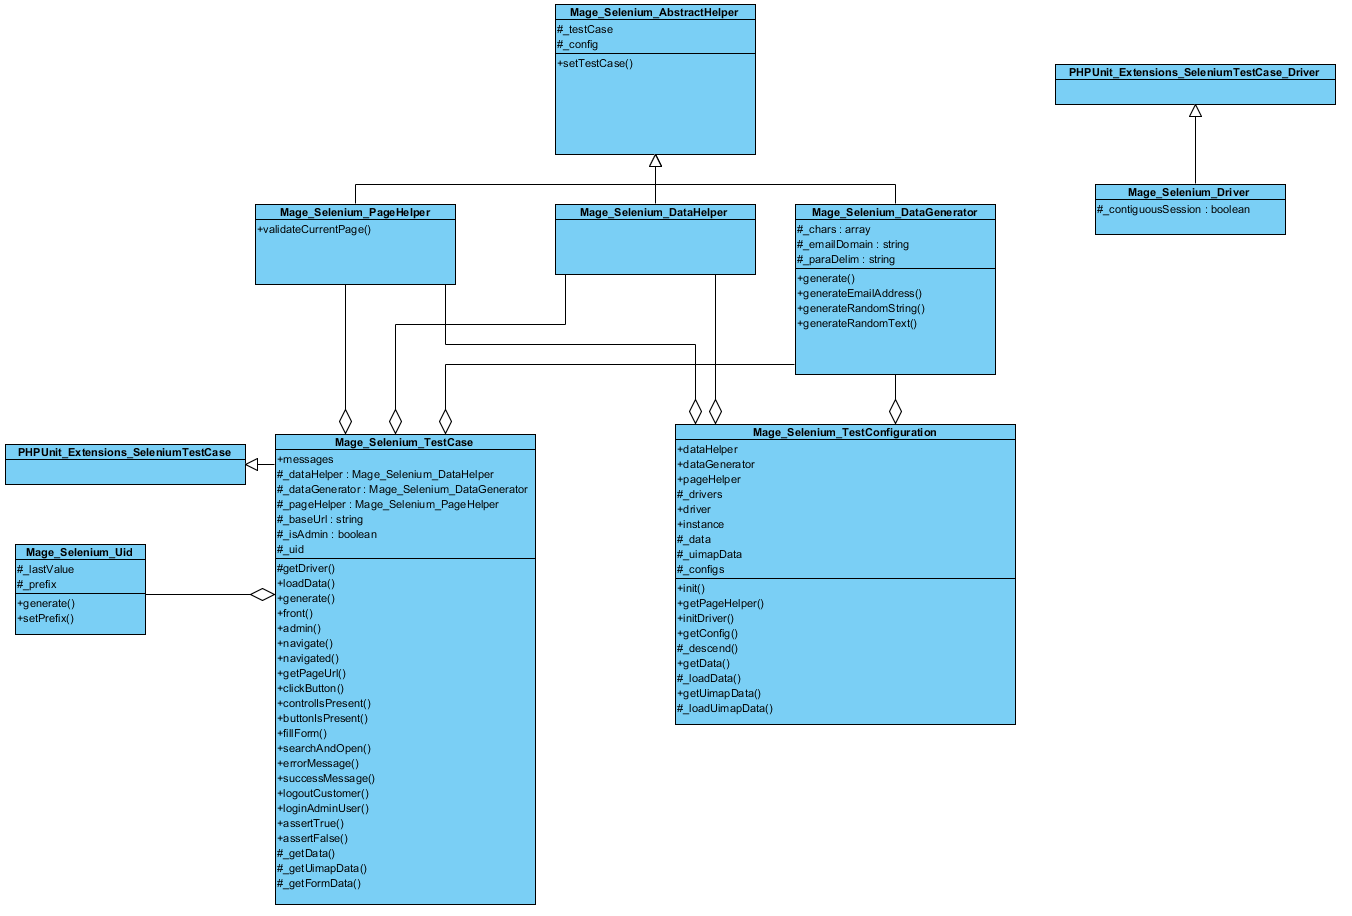 Mage_Selenium_AbstractHelper
#_testCase
#_config
+setTestCase()
PHPUnit_Extensions_SeleniumTestCase_Driver
Mage_Selenium_Driver
#_contiguousSession : boolean
Mage_Selenium_PageHelper
+validateCurrentPage()
Mage_Selenium_DataHelper
Mage_Selenium_DataGenerator
#_chars : array
#_emailDomain : string
#_paraDelim : string
+generate()
+generateEmailAddress()
+generateRandomString()
+generateRandomText()
PHPUnit_Extensions_SeleniumTestCase
Mage_Selenium_Uid
#_lastValue
#_prefix
+generate()
+setPrefix()
Mage_Selenium_TestCase
+messages
#_dataHelper : Mage_Selenium_DataHelper
#_dataGenerator : Mage_Selenium_DataGenerator
#_pageHelper : Mage_Selenium_PageHelper
#_baseUrl : string
#_isAdmin : boolean
#_uid
#getDriver()
+loadData()
+generate()
+front()
+admin()
+navigate()
+navigated()
+getPageUrl()
+clickButton()
+controlIsPresent()
+buttonIsPresent()
+fillForm()
+searchAndOpen()
+errorMessage()
+successMessage()
+logoutCustomer()
+loginAdminUser()
+assertTrue()
+assertFalse()
#_getData()
#_getUimapData()
#_getFormData()
Mage_Selenium_TestConfiguration
+dataHelper
+dataGenerator
+pageHelper
#_drivers
+driver
+instance
#_data
#_uimapData
#_configs
+init()
+getPageHelper()
+initDriver()
+getConfig()
#_descend()
+getData()
#_loadData()
+getUimapData()
#_loadUimapData()